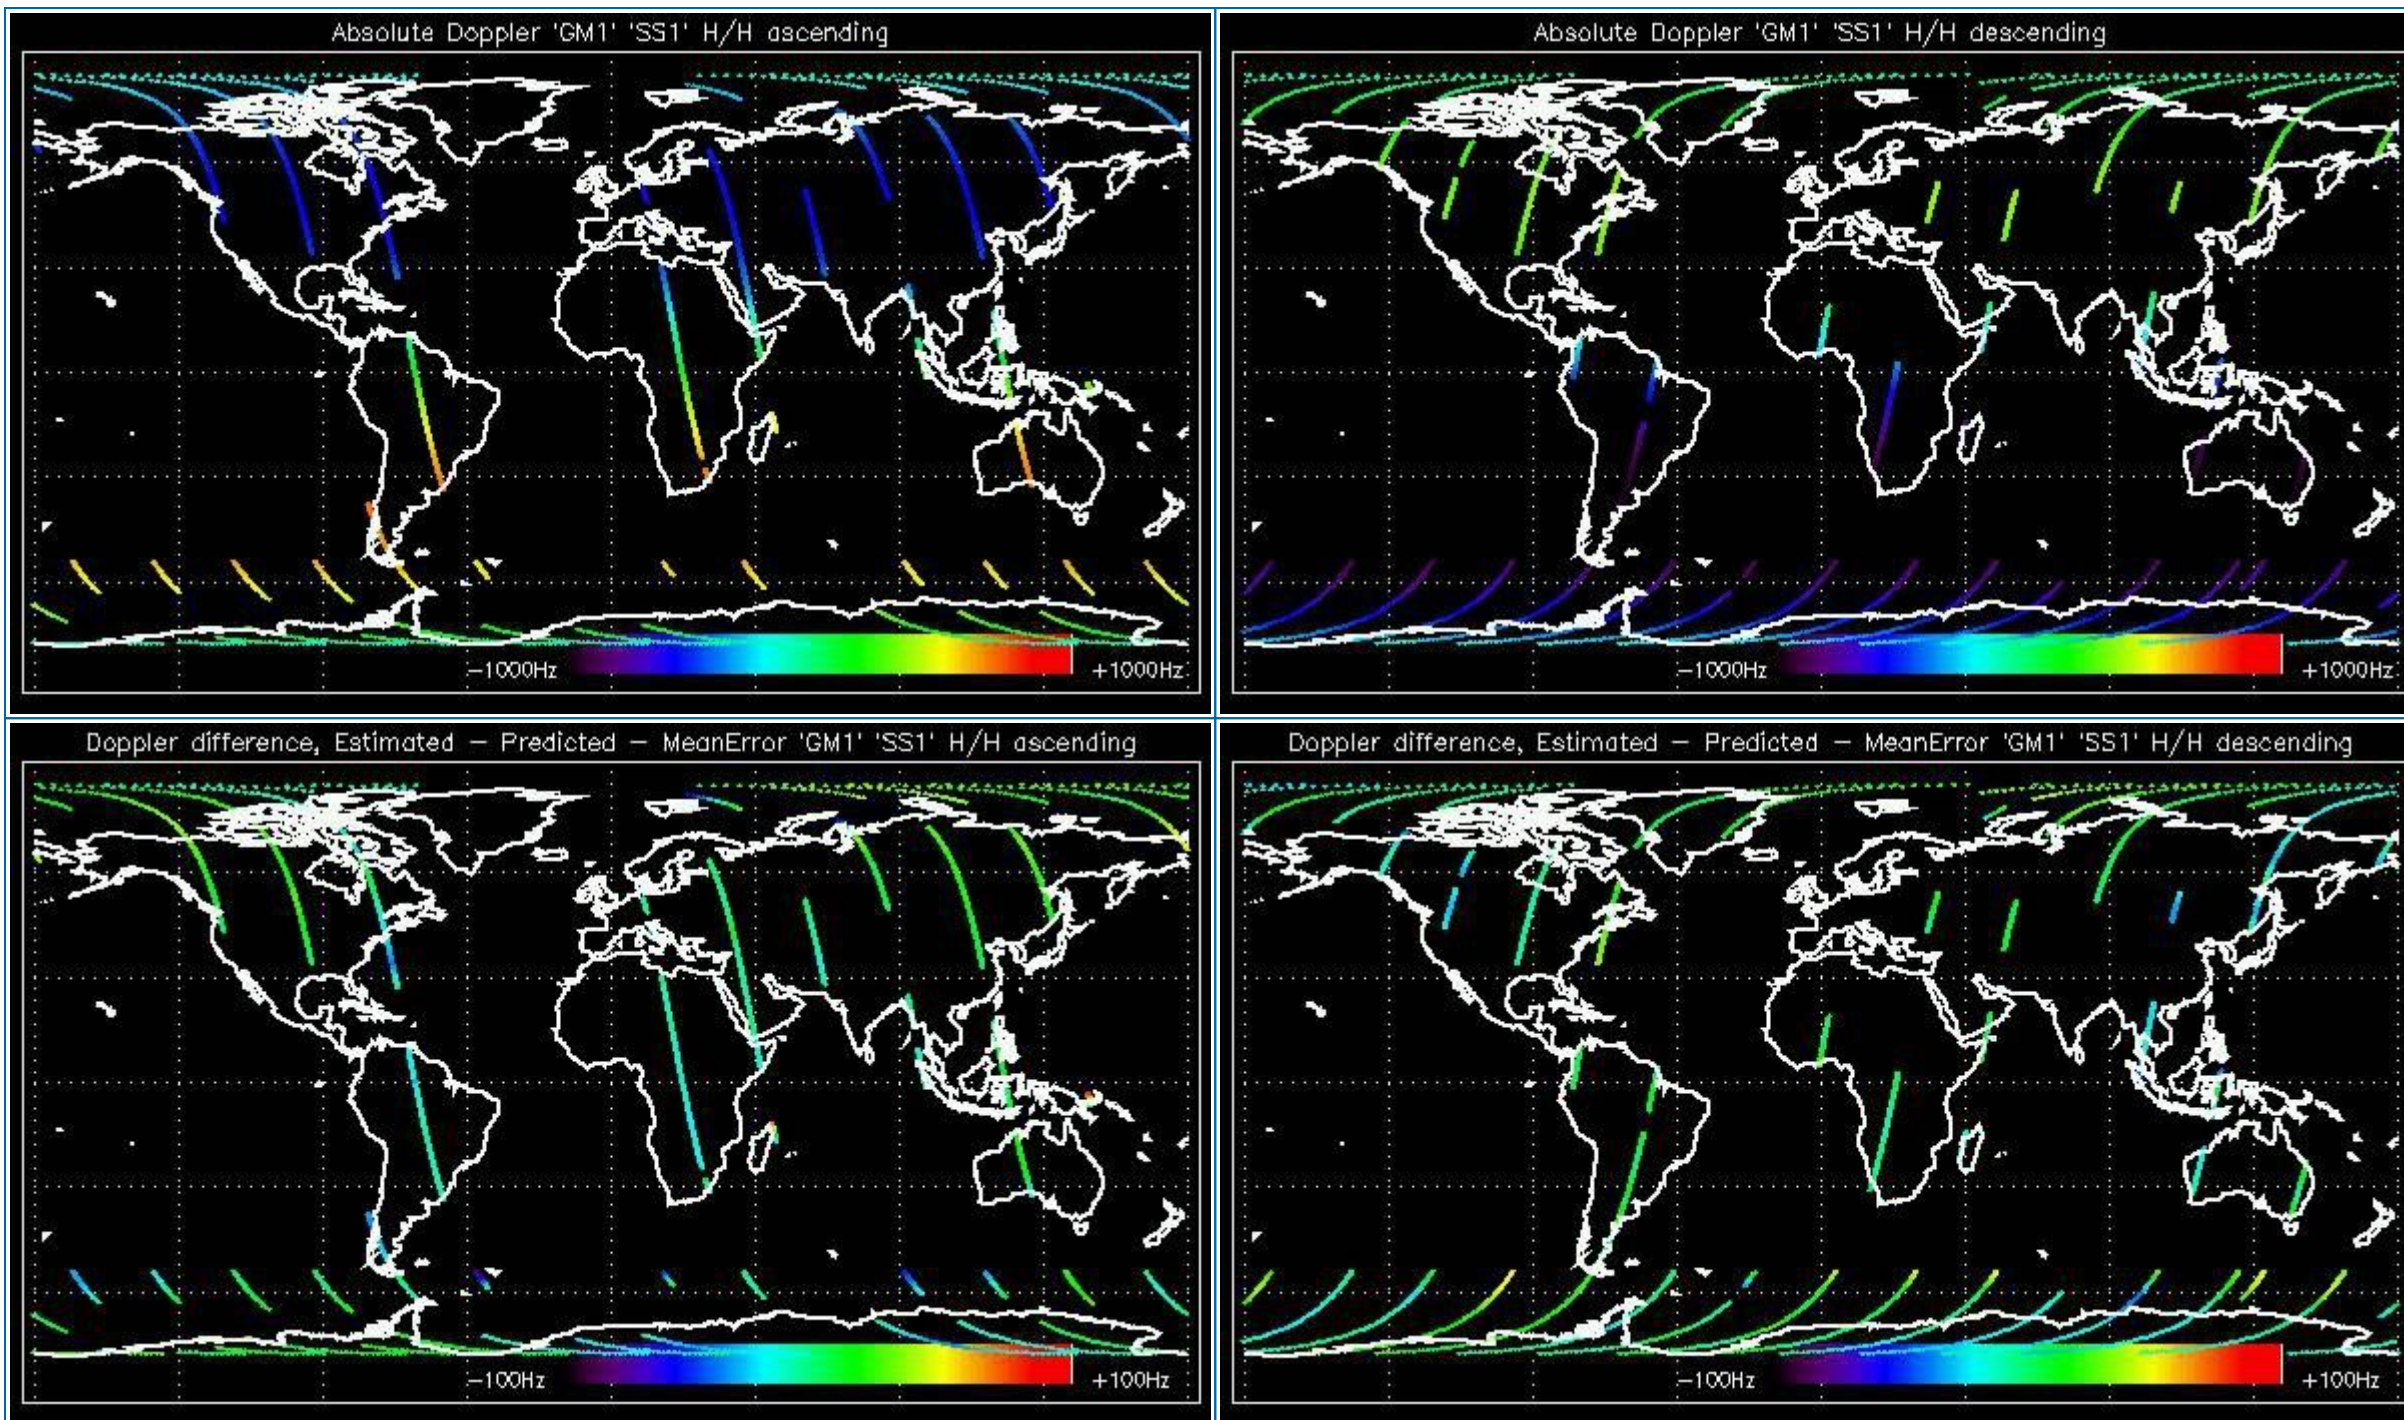 Absolute Doppler 'GM1' 'SS1' H/H ascending
-1000Hz
+1000Hz
Absolute Doppler 'GM1' 'SS1' H/H descending
-1000Hz
+1000Hz
Doppler difference, Estimated - Predicted - MeanError 'GM1' 'SS1' H/H ascending
-100Hz
+100Hz
Doppler difference, Estimated - Predicted - MeanError 'GM1' 'SS1' H/H descending
-100Hz
+100Hz